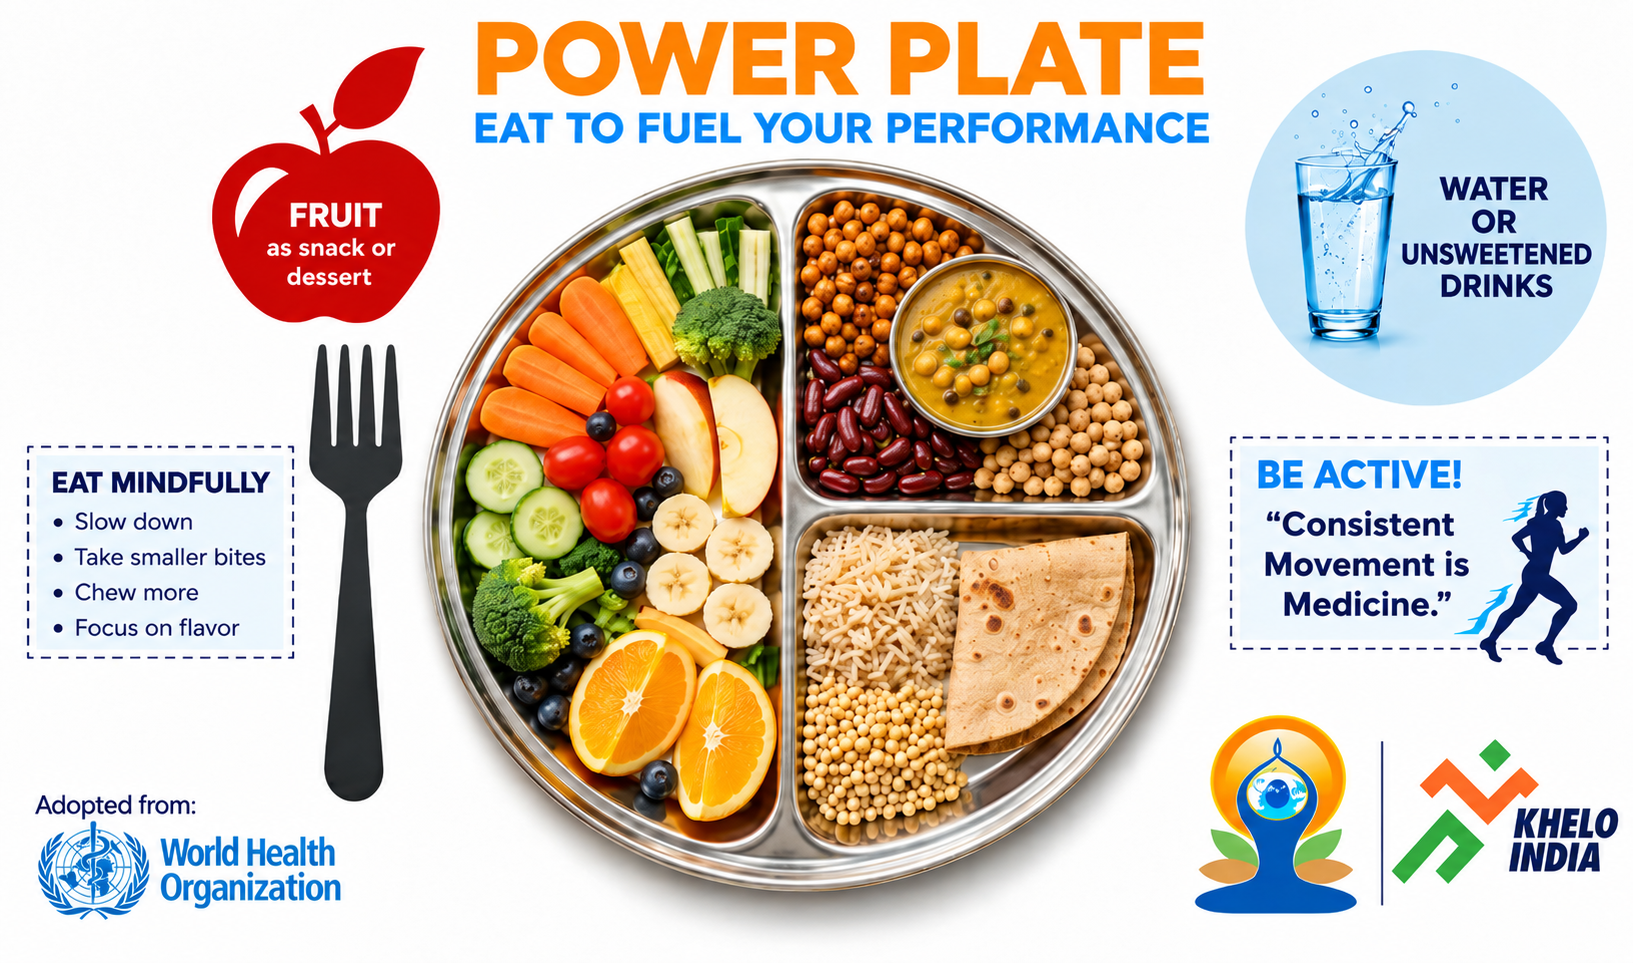 POWER PLATE
EAT TO FUEL YOUR PERFORMANCE
FRUIT
as snack or
dessert
WATER
OR
UNSWEETENED
DRINKS
EAT MINDFULLY
• Slow down
• Take smaller bites
• Chew more
• Focus on flavor
BE ACTIVE!
“Consistent
Movement is
Medicine.”
Adopted from:
World Health
Organization
KHELO
INDIA